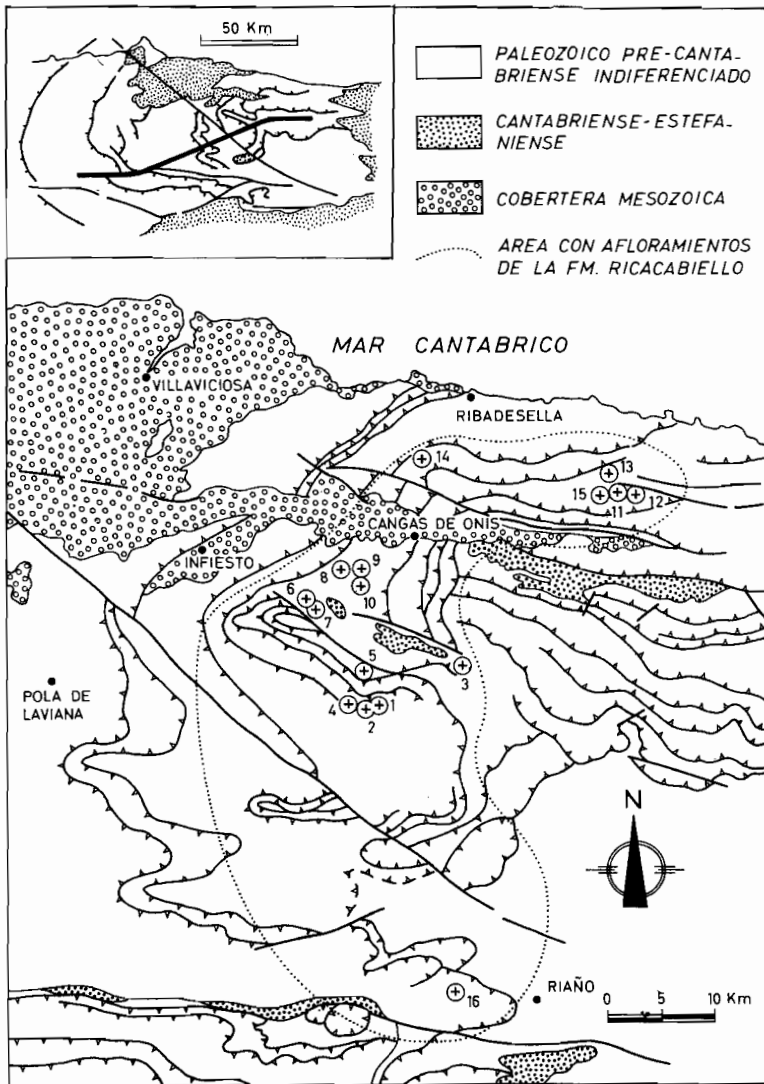 50 Km
PALEOZOICO PRE-CANTA-
BRIENSE INDIFERENCIADO
CANTABRIENSE-ESTEFA-
NIENSE
COBERTERA MESOZOICA
AREA CON AFLORAMIENTOS
DE LA FM. RICACABIELLO
MAR CANTABRICO
VILLAVICIOSA
RIBADESELLA
14
13
15
11
12
CANGAS DE ONIS
INFIESTO
8
9
10
6
7
5
3
POLA DE
LAVIANA
4
1
2
N
16
RIAÑO
0 5 10 Km